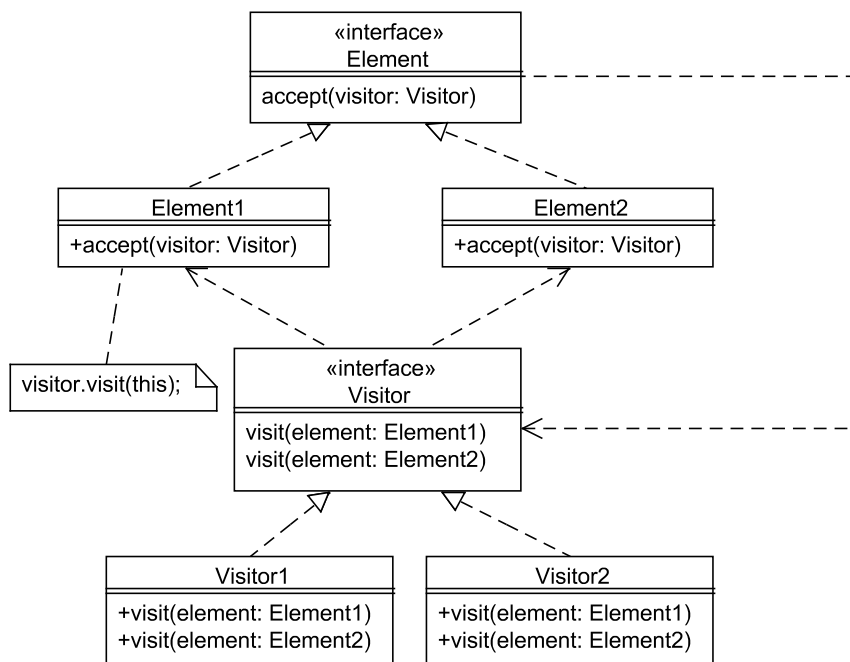 «interface»
Element
accept(visitor: Visitor)
Element1
+accept(visitor: Visitor)
Element2
+accept(visitor: Visitor)
visitor.visit(this);
«interface»
Visitor
visit(element: Element1)
visit(element: Element2)
Visitor1
+visit(element: Element1)
+visit(element: Element2)
Visitor2
+visit(element: Element1)
+visit(element: Element2)